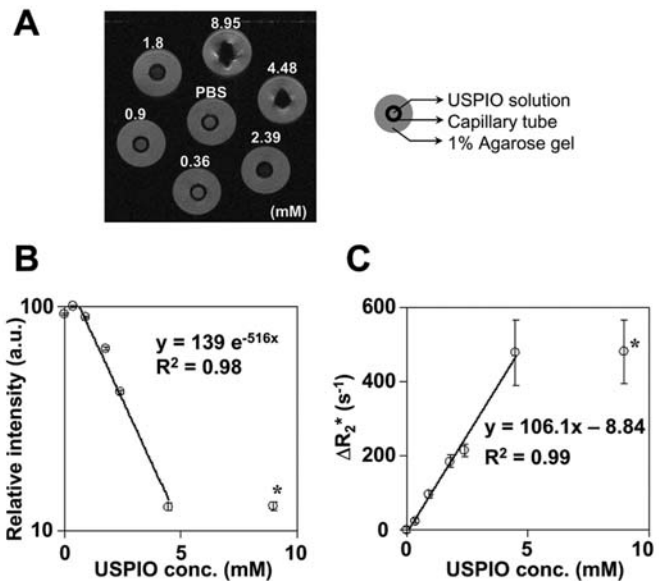 A
8.95
1.8
4.48
PBS
0.9
2.39
0.36
(mM)
USPIO solution
Capillary tube
1% Agarose gel
B
Relative intensity (a.u.)
100
10
y = 139 e⁻⁵¹⁶ˣ
R² = 0.98
*
0 5 10
USPIO conc. (mM)
C
ΔR₂* (s⁻¹)
600
400
200
0
*
y = 106.1x – 8.84
R² = 0.99
0 5 10
USPIO conc. (mM)